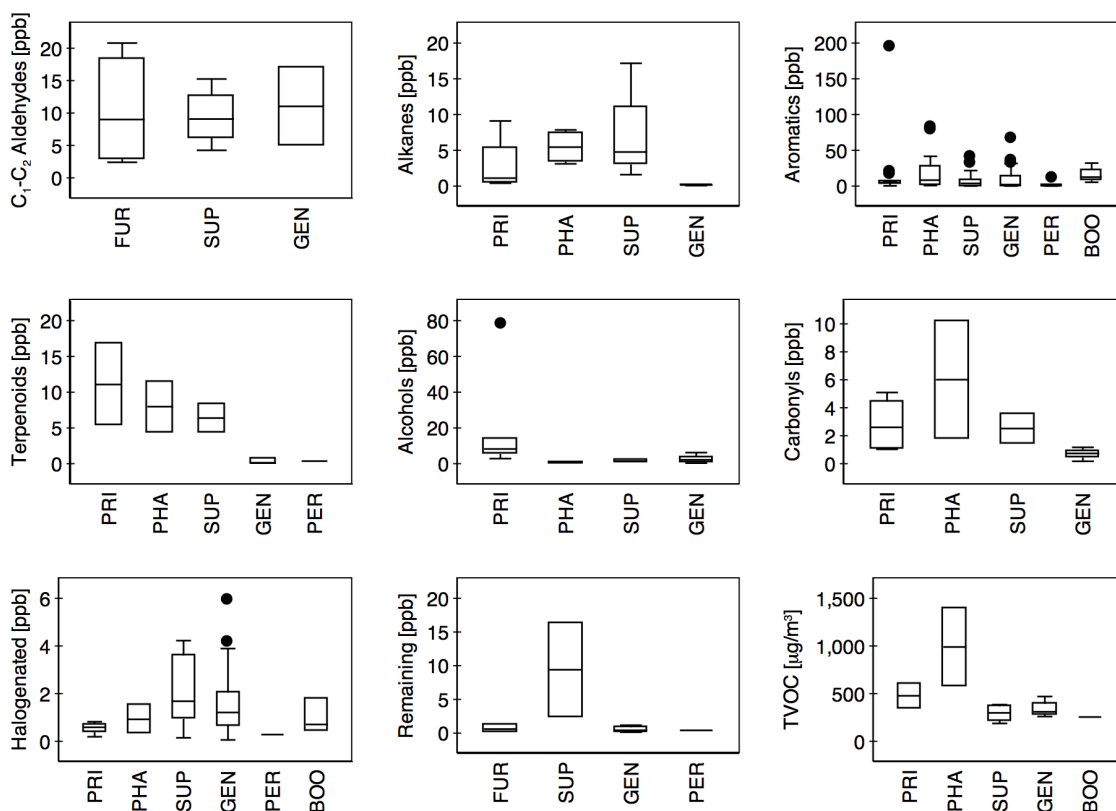 C₁-C₂ Aldehydes [ppb]
20
15
10
5
0
FUR
SUP
GEN
Alkanes [ppb]
20
15
10
5
0
PRI
PHA
SUP
GEN
Aromatics [ppb]
200
150
100
50
0
PRI
PHA
SUP
GEN
PER
BOO
Terpenoids [ppb]
20
15
10
5
0
PRI
PHA
SUP
GEN
PER
Alcohols [ppb]
80
60
40
20
0
PRI
PHA
SUP
GEN
Carbonyls [ppb]
10
8
6
4
2
0
PRI
PHA
SUP
GEN
Halogenated [ppb]
6
4
2
0
PRI
PHA
SUP
GEN
PER
BOO
Remaining [ppb]
20
15
10
5
0
FUR
SUP
GEN
PER
TVOC [µg/m³]
1,500
1,000
500
0
PRI
PHA
SUP
GEN
BOO